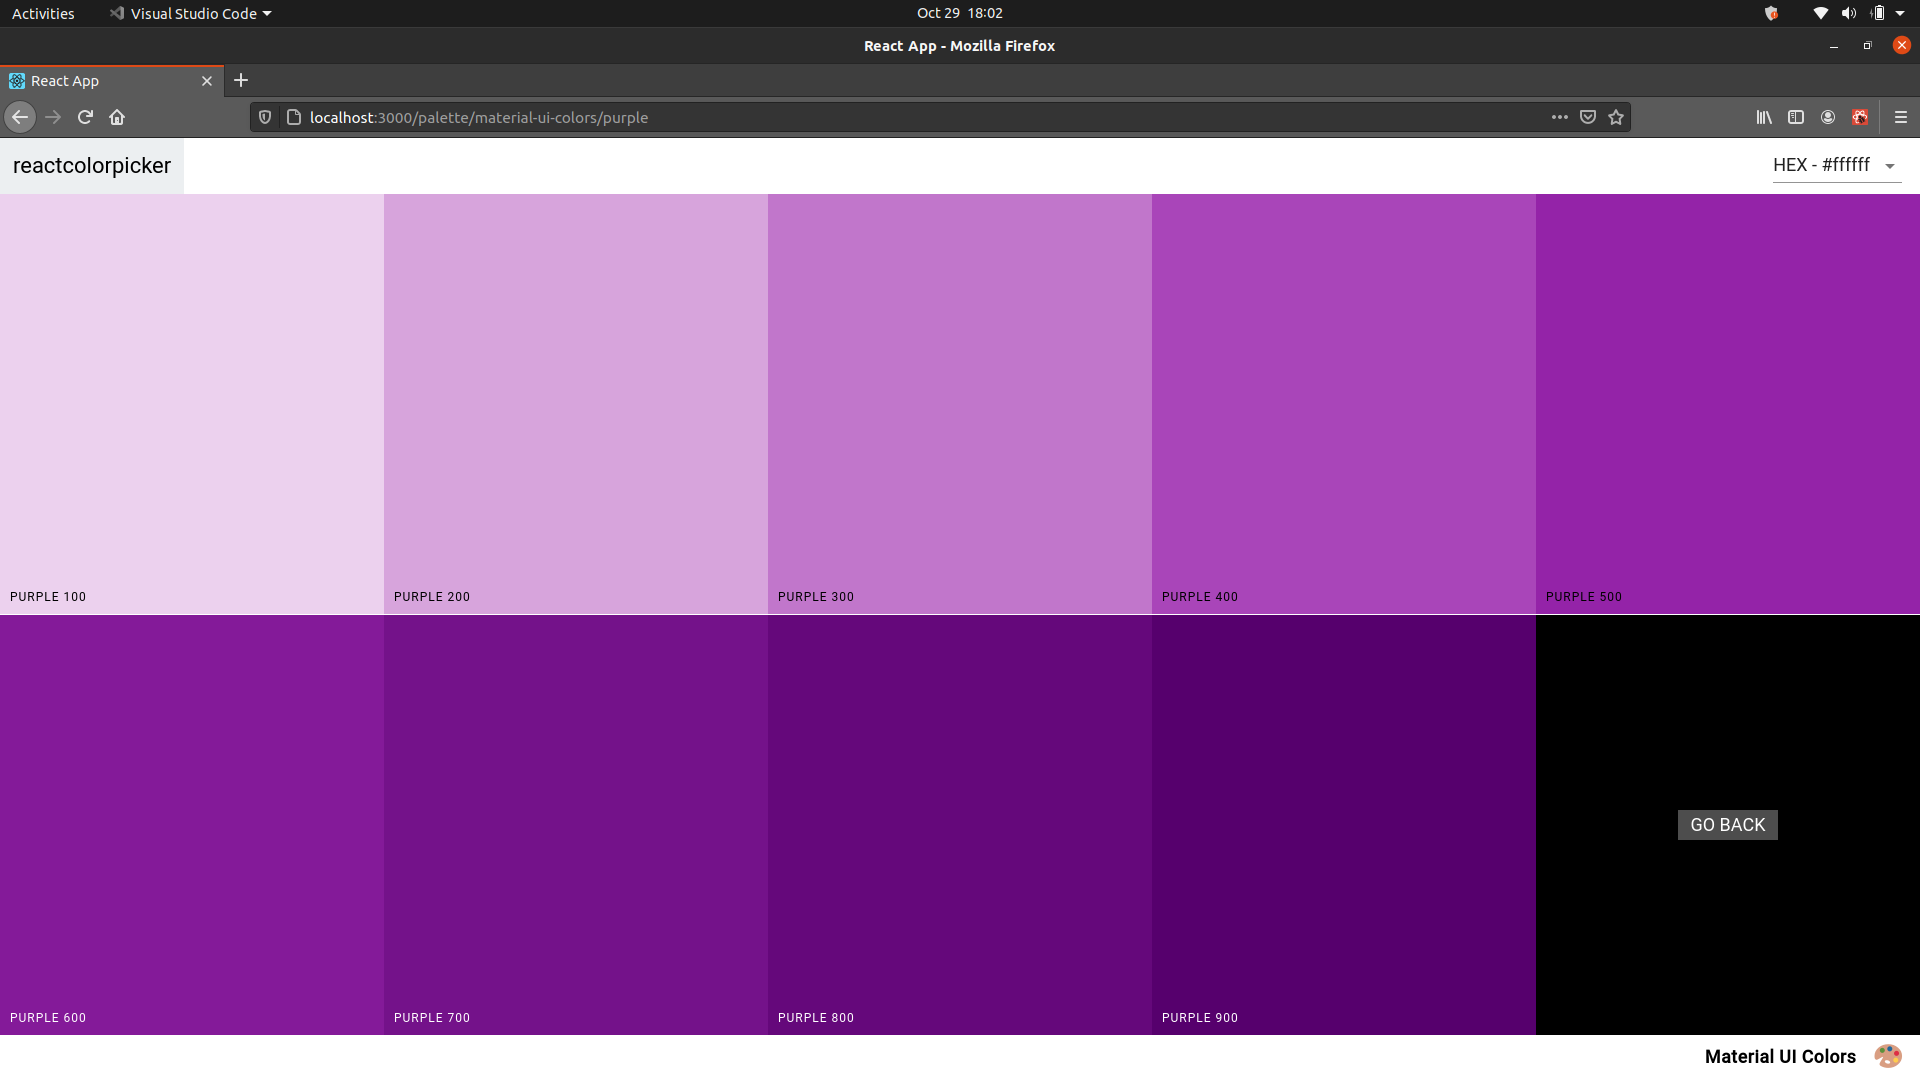 Activities
Visual Studio Code
Oct 29 18:02
React App - Mozilla Firefox
React App
localhost:3000/palette/material-ui-colors/purple
reactcolorpicker
HEX - #ffffff
PURPLE 100
PURPLE 200
PURPLE 300
PURPLE 400
PURPLE 500
PURPLE 600
PURPLE 700
PURPLE 800
PURPLE 900
GO BACK
Material UI Colors